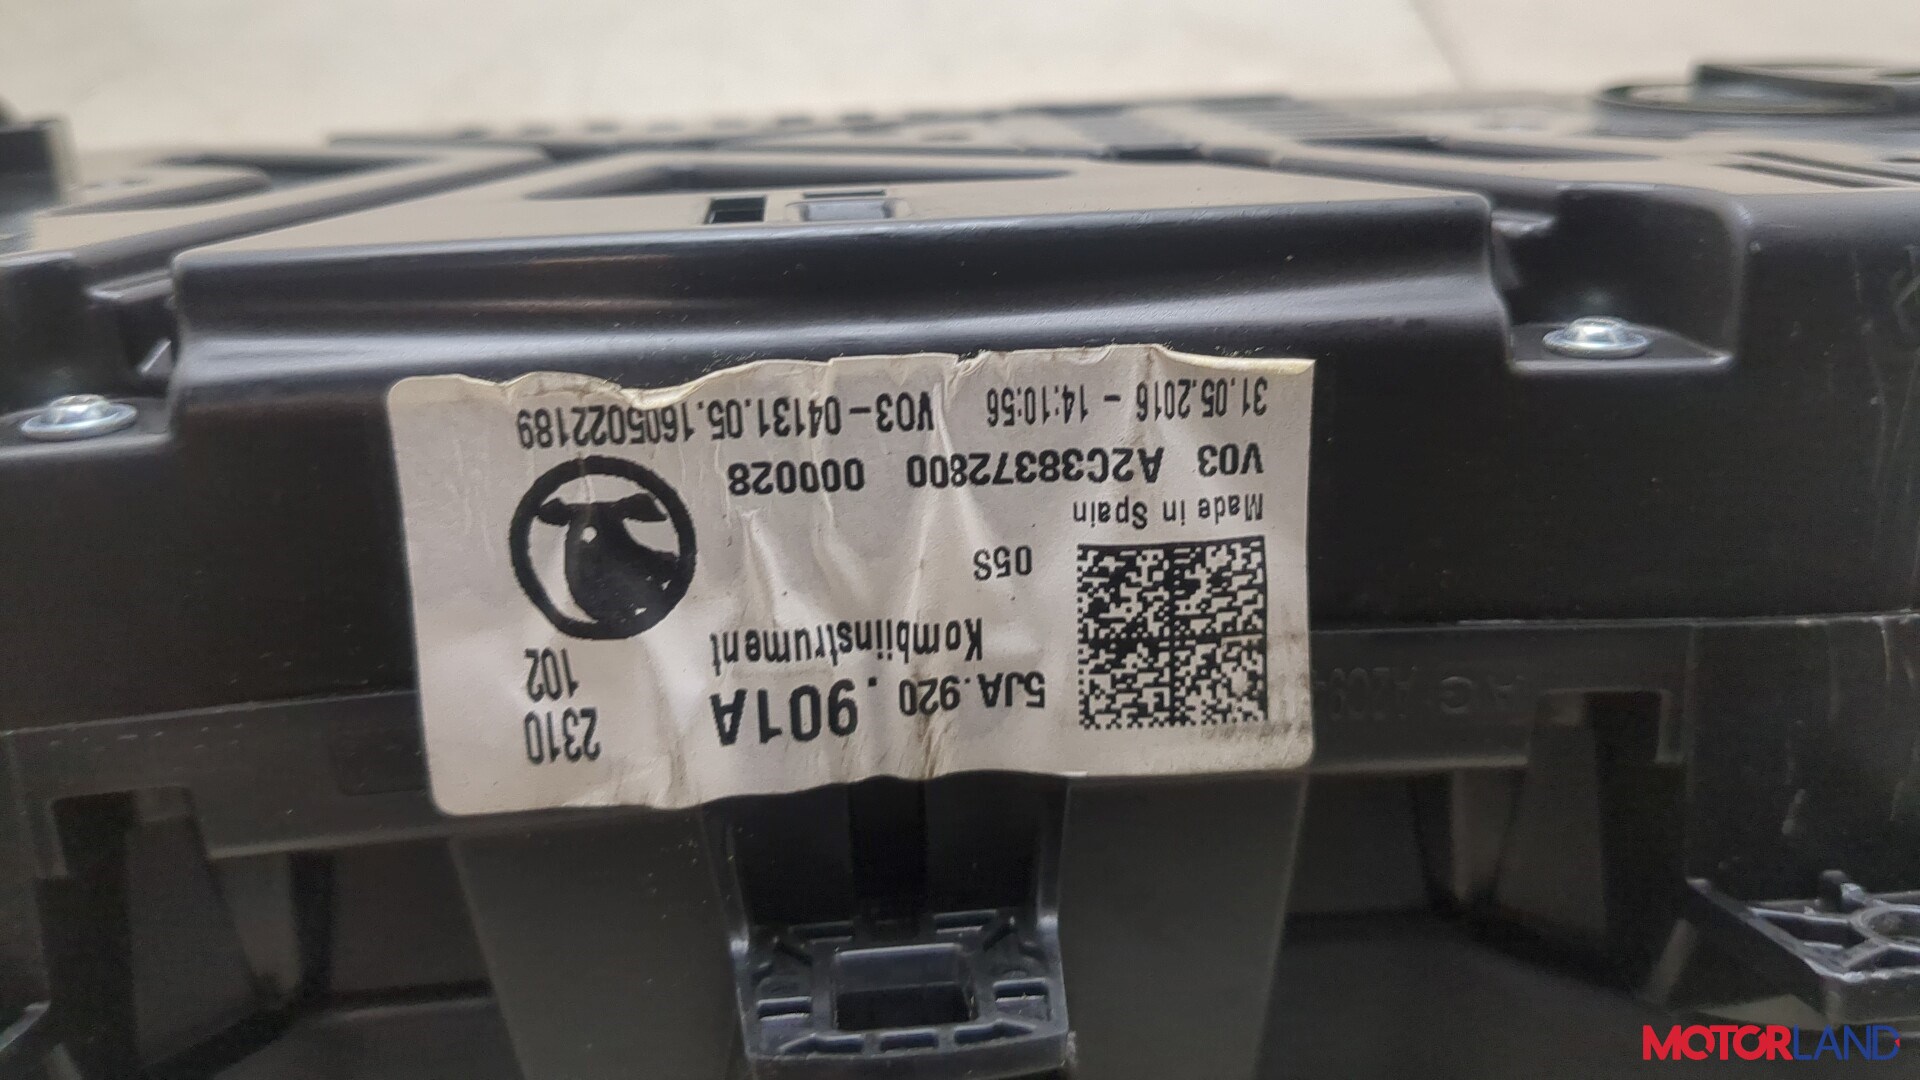 5JA.920.901A
Kombiinstrument
2310
102
05S
Made in Spain
V03 A2C38372800 000028
31.05.2016 - 14:10:56 V03-04131.05.1605022189
MOTORLAND